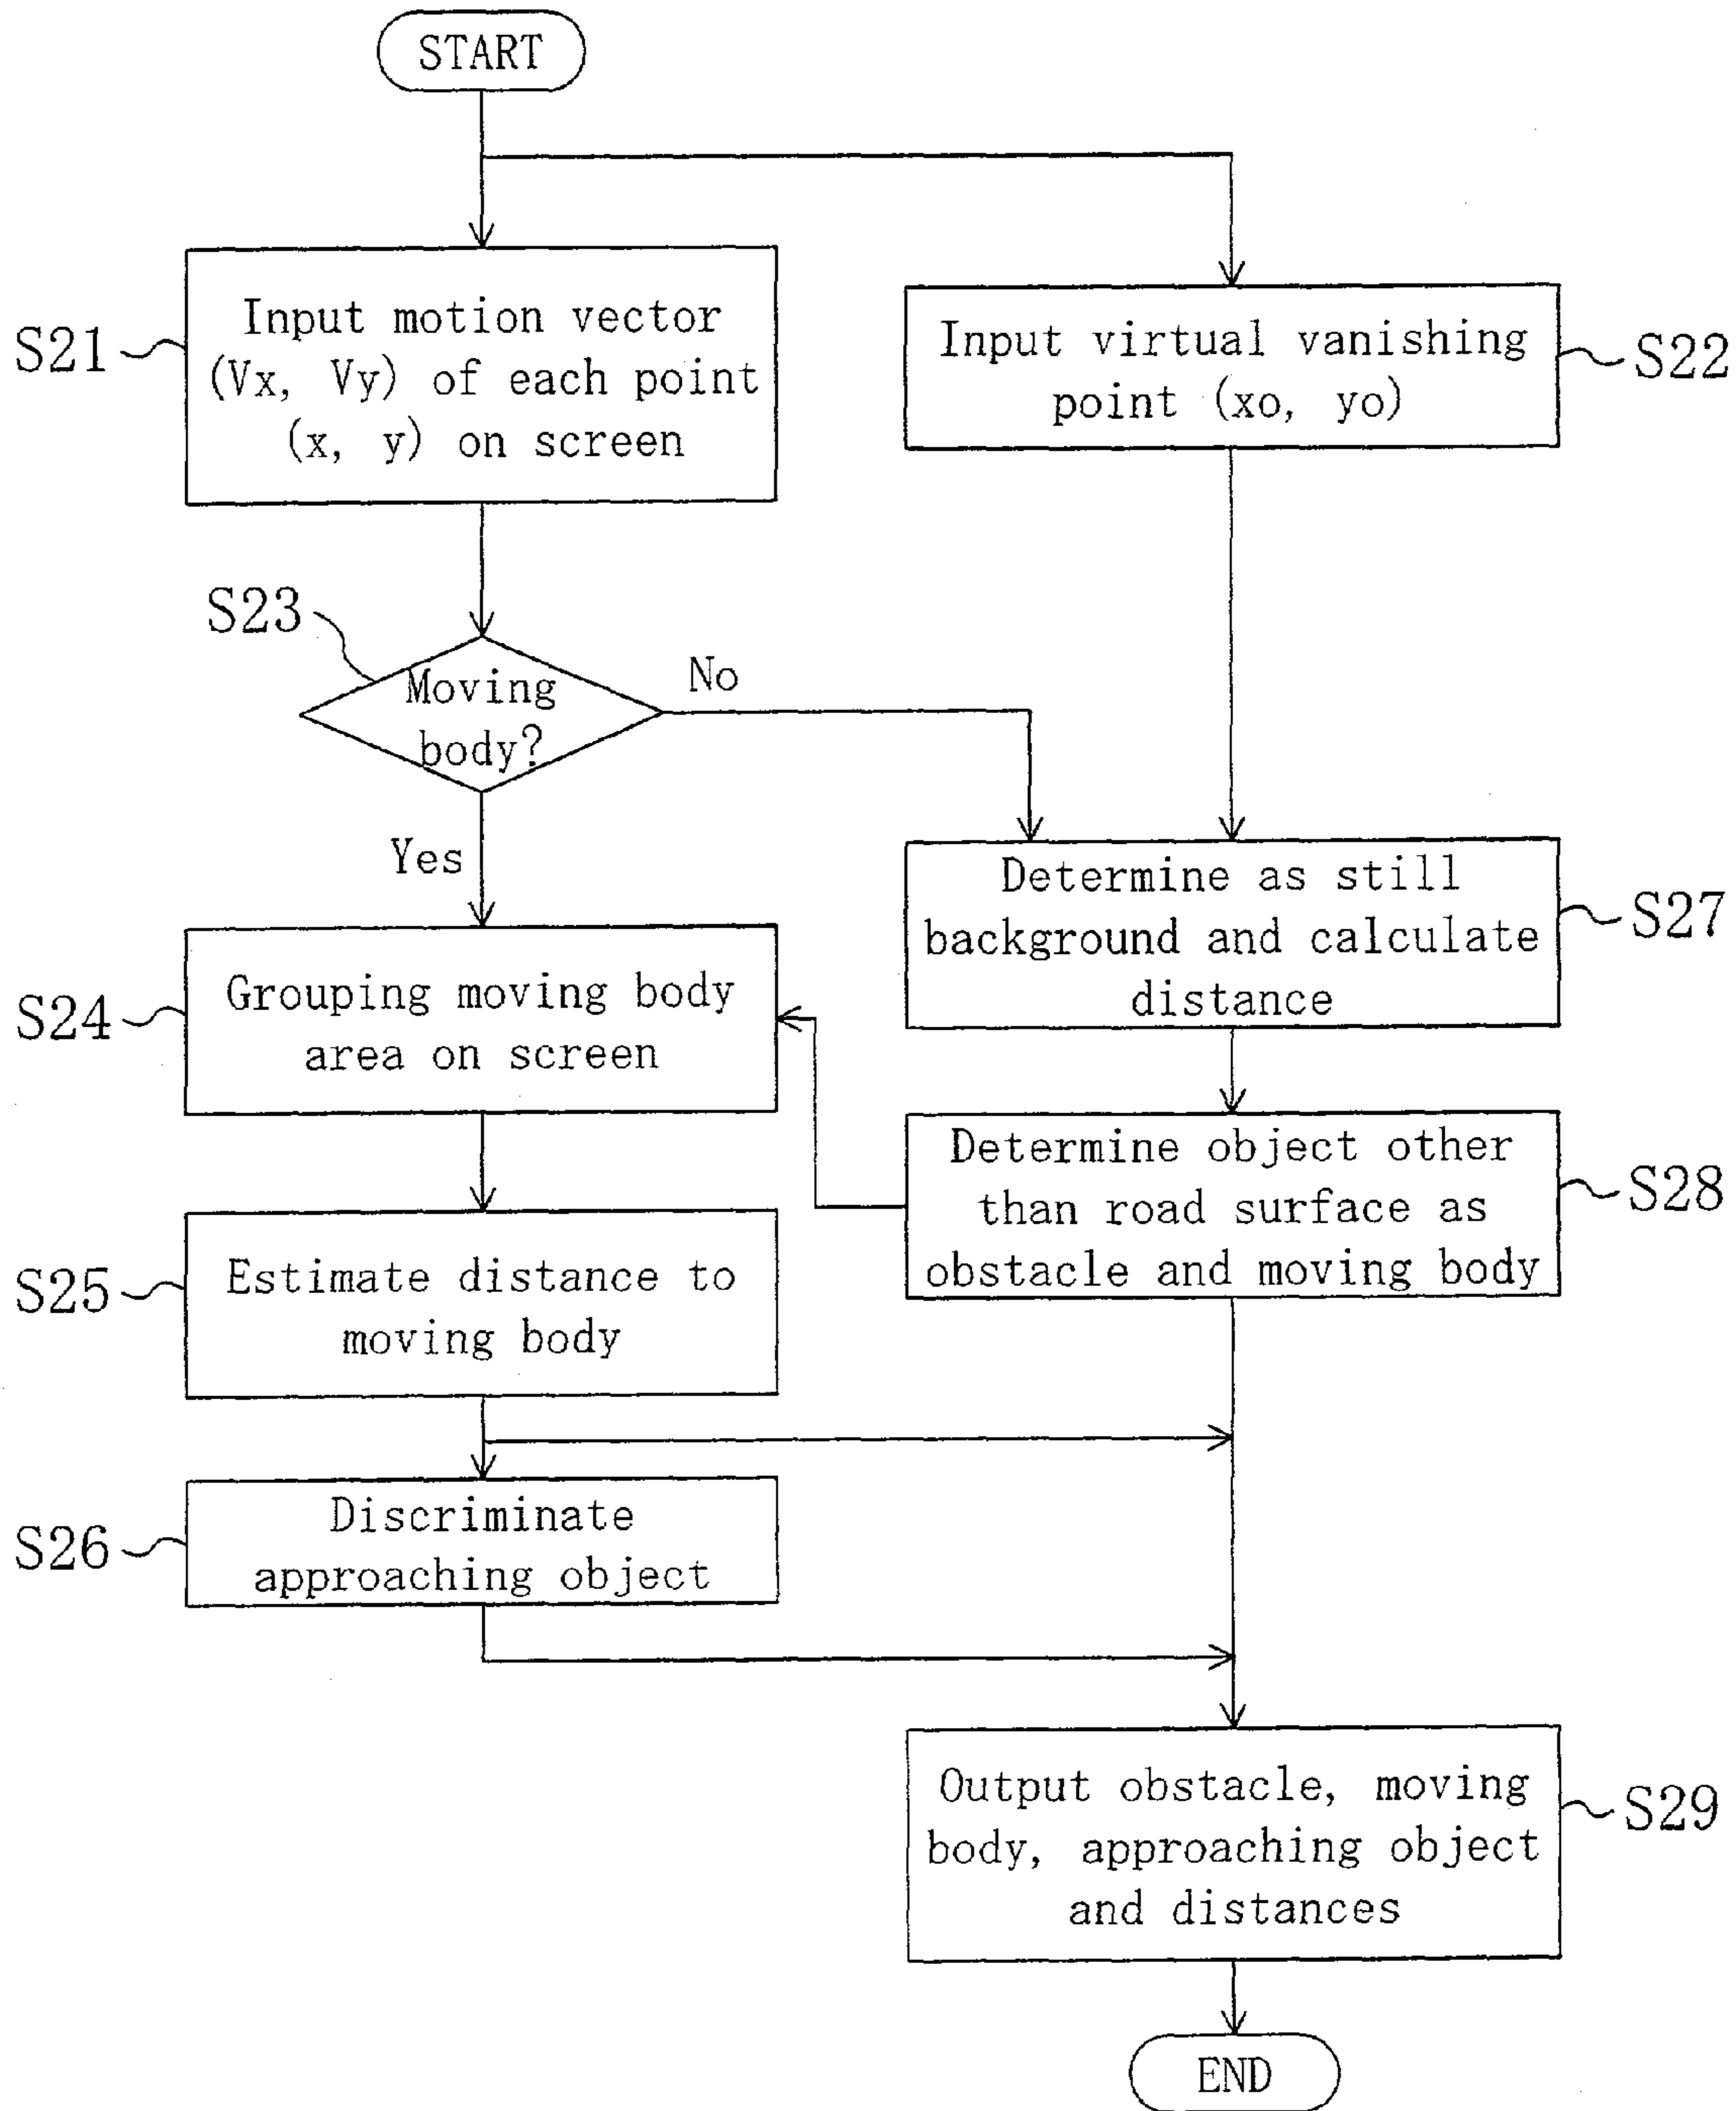 START
S21
Input motion vector
(Vx, Vy) of each point
(x, y) on screen
Input virtual vanishing
point (xo, yo)
S22
S23
Moving
body?
No
Yes
Determine as still
background and calculate
distance
S27
S24
Grouping moving body
area on screen
Determine object other
than road surface as
obstacle and moving body
S28
S25
Estimate distance to
moving body
S26
Discriminate
approaching object
Output obstacle, moving
body, approaching object
and distances
S29
END